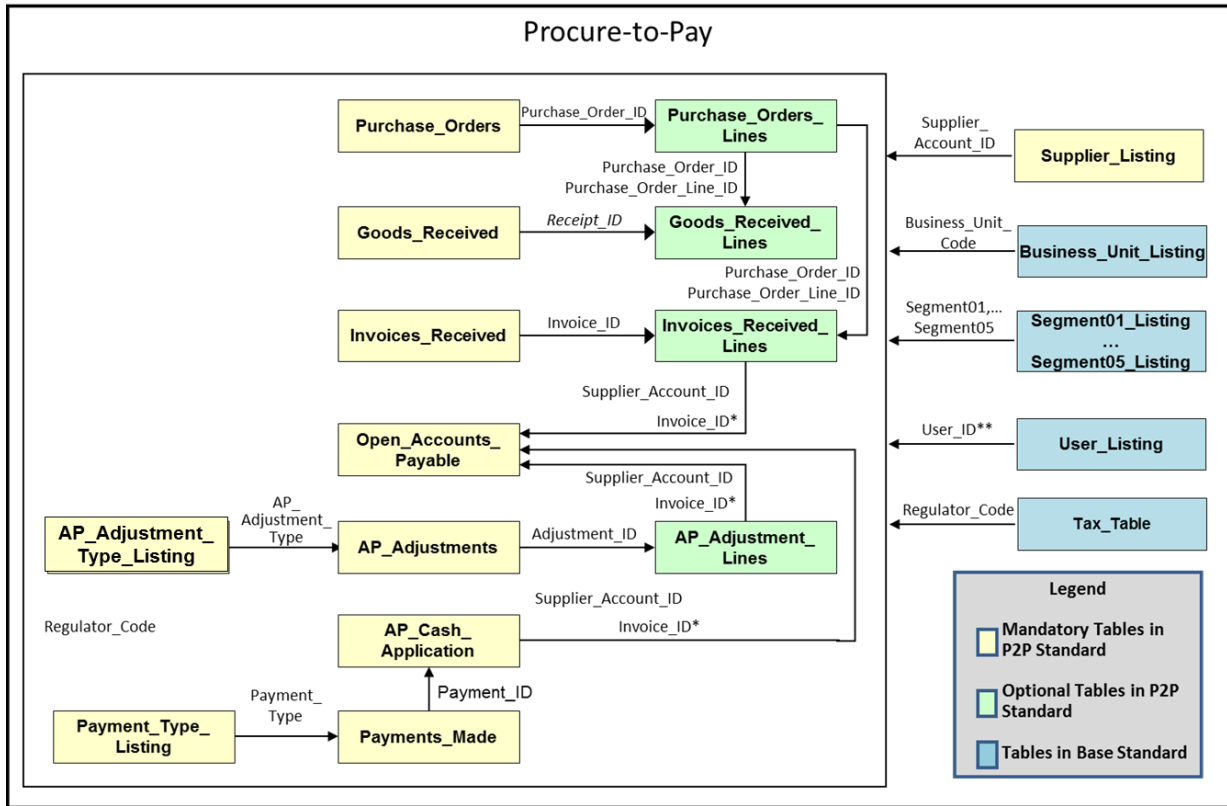 Procure-to-Pay
Purchase_Orders
Purchase_Order_ID
Purchase_Orders_
Lines
Supplier_
Account_ID
Supplier_Listing
Purchase_Order_ID
Purchase_Order_Line_ID
Goods_Received
Receipt_ID
Goods_Received_
Lines
Business_Unit_
Code
Business_Unit_Listing
Purchase_Order_ID
Purchase_Order_Line_ID
Invoices_Received
Invoice_ID
Invoices_Received_
Lines
Segment01,...
Segment05
Segment01_Listing
...
Segment05_Listing
Supplier_Account_ID
Invoice_ID*
Open_Accounts_
Payable
User_ID**
User_Listing
Supplier_Account_ID
Invoice_ID*
AP_Adjustment_
Type_Listing
AP_
Adjustment_
Type
AP_Adjustments
Adjustment_ID
AP_Adjustment_
Lines
Regulator_Code
Tax_Table
Supplier_Account_ID
Invoice_ID*
Regulator_Code
AP_Cash_
Application
Payment_ID
Payment_Type_
Listing
Payment_
Type
Payments_Made
Legend
Mandatory Tables in
P2P Standard
Optional Tables in P2P
Standard
Tables in Base Standard